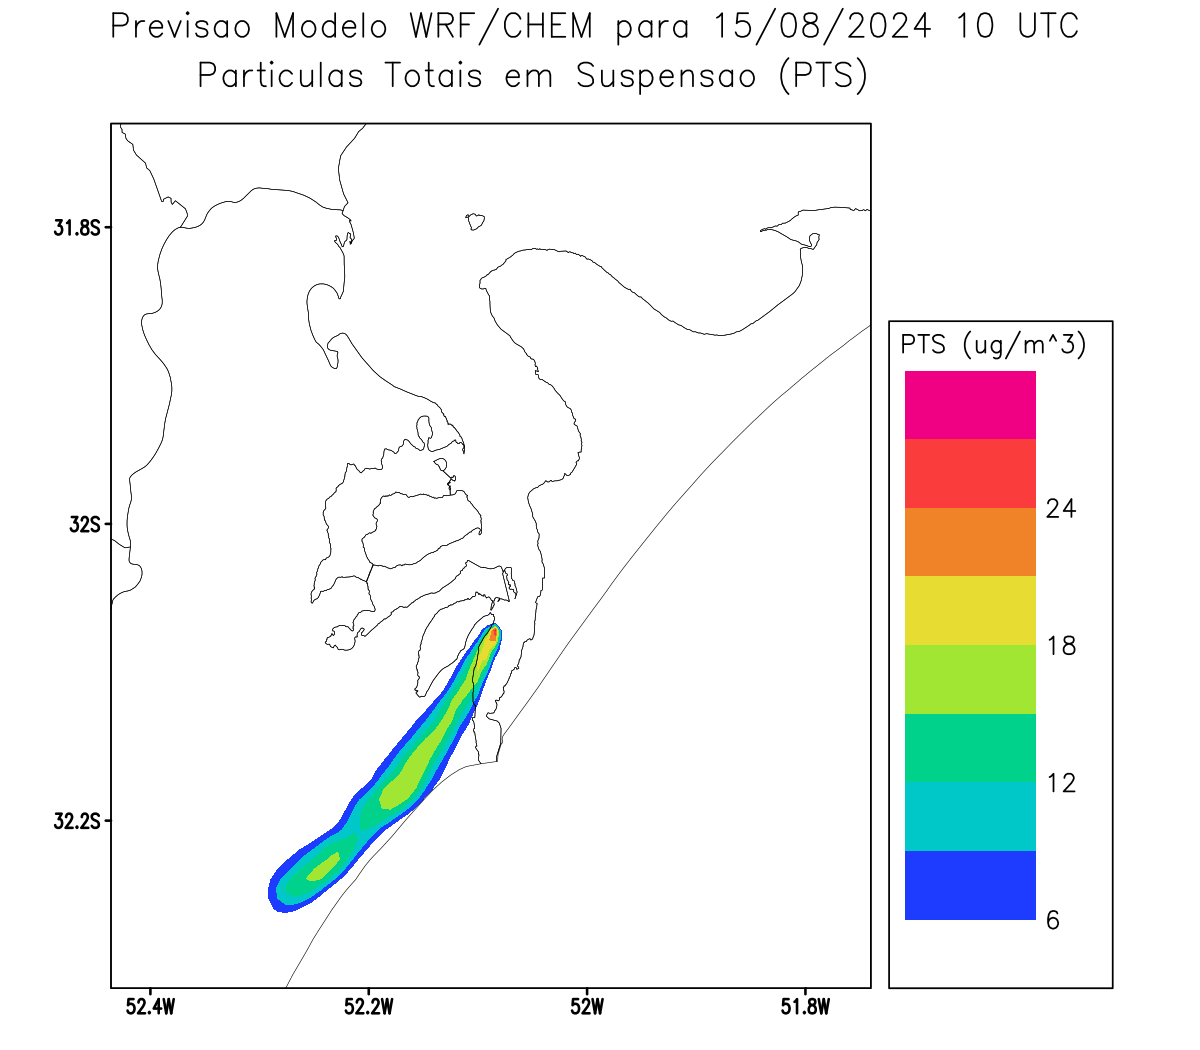 Previsao Modelo WRF/CHEM para 15/08/2024 10 UTC
Particulas Totais em Suspensao (PTS)
31.8S
32S
32.2S
52.4W
52.2W
52W
51.8W
PTS (ug/m^3)
24
18
12
6